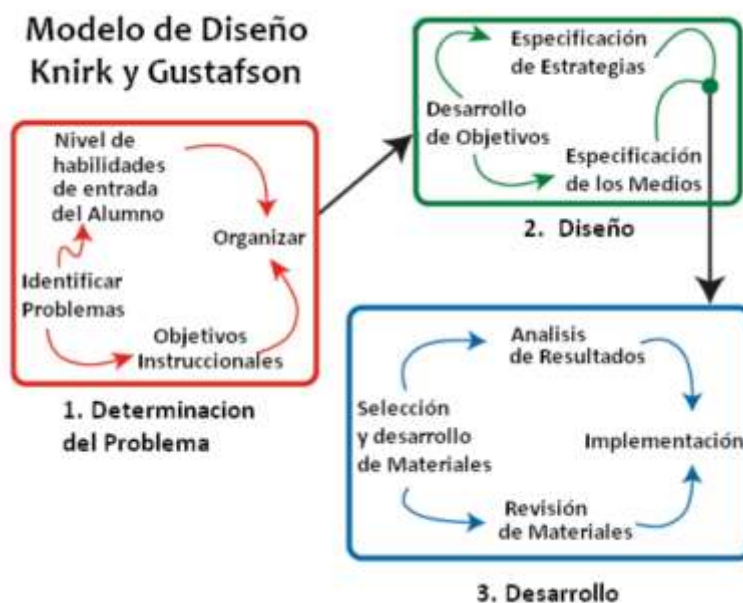 Modelo de Diseño
Knirk y Gustafson
Nivel de
habilidades
de entrada
del Alumno
Organizar
Identificar
Problemas
Objetivos
Instruccionales
1. Determinacion
del Problema
Especificación
de Estrategias
Desarrollo
de Objetivos
Especificación
de los Medios
2. Diseño
Analisis
de Resultados
Selección
y desarrollo
de Materiales
Implementación
Revisión
de Materiales
3. Desarrollo